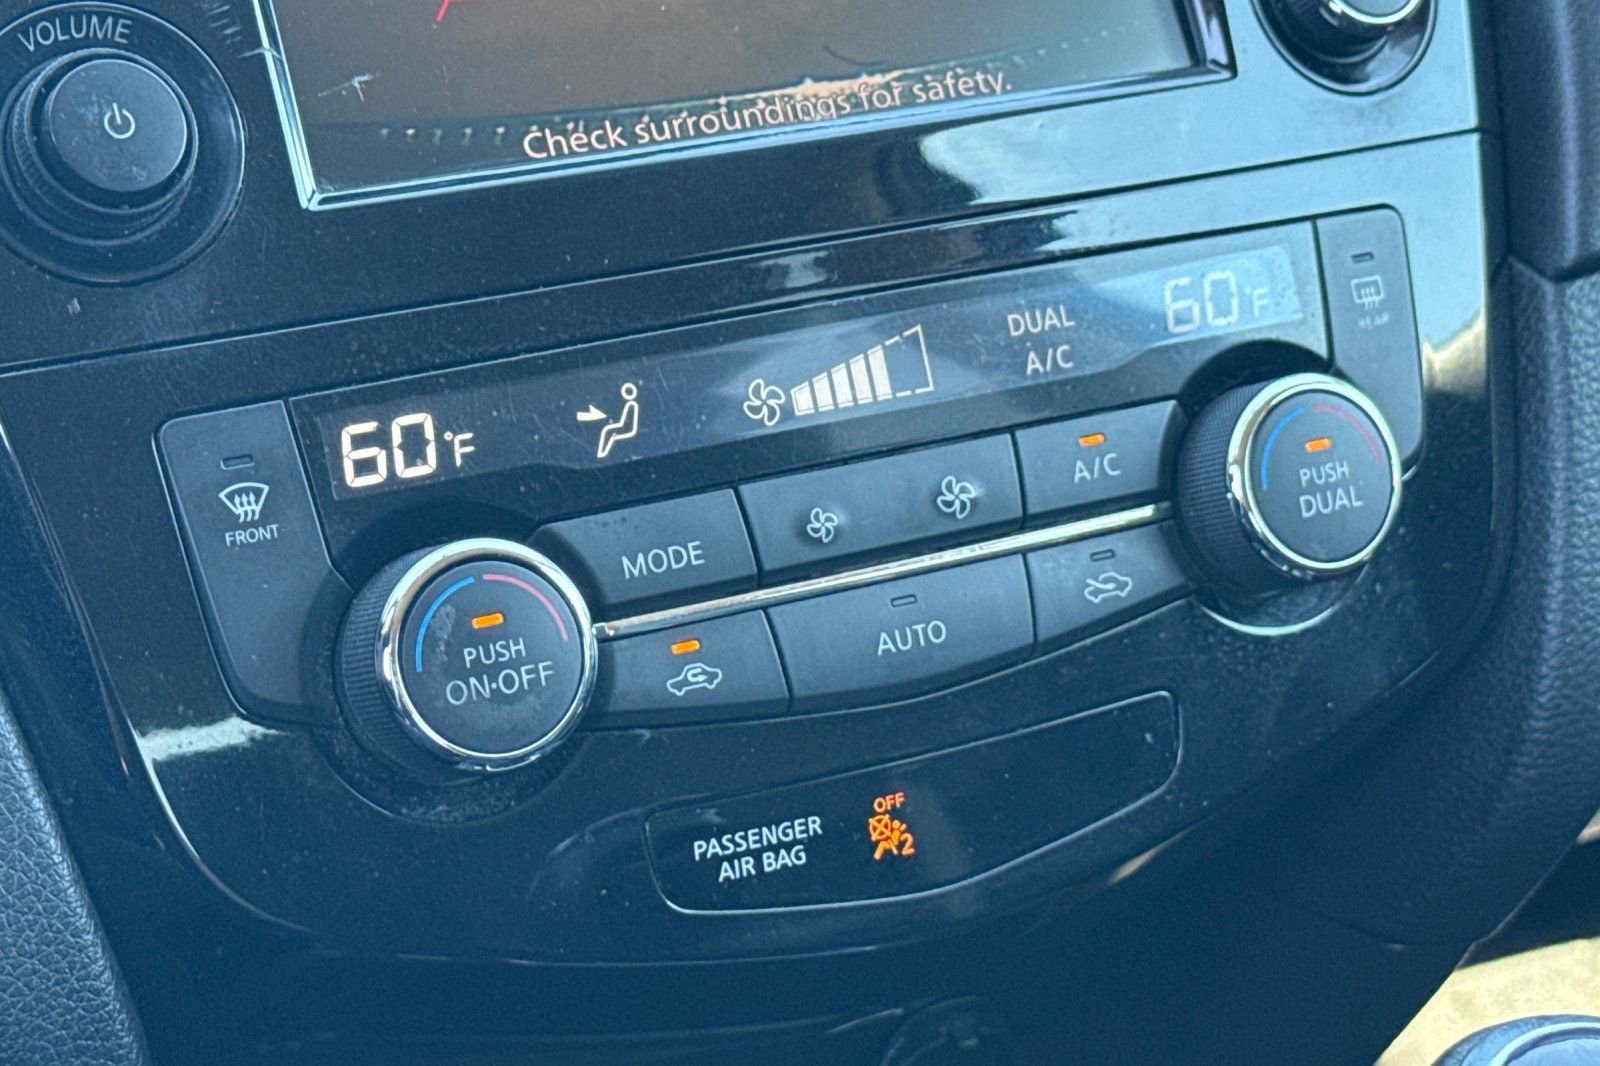 VOLUME
Check surroundings for safety.
60°F
DUAL
A/C
60°F
REAR
FRONT
MODE
A/C
PUSH
DUAL
PUSH
ON·OFF
AUTO
PASSENGER
AIR BAG
OFF
2